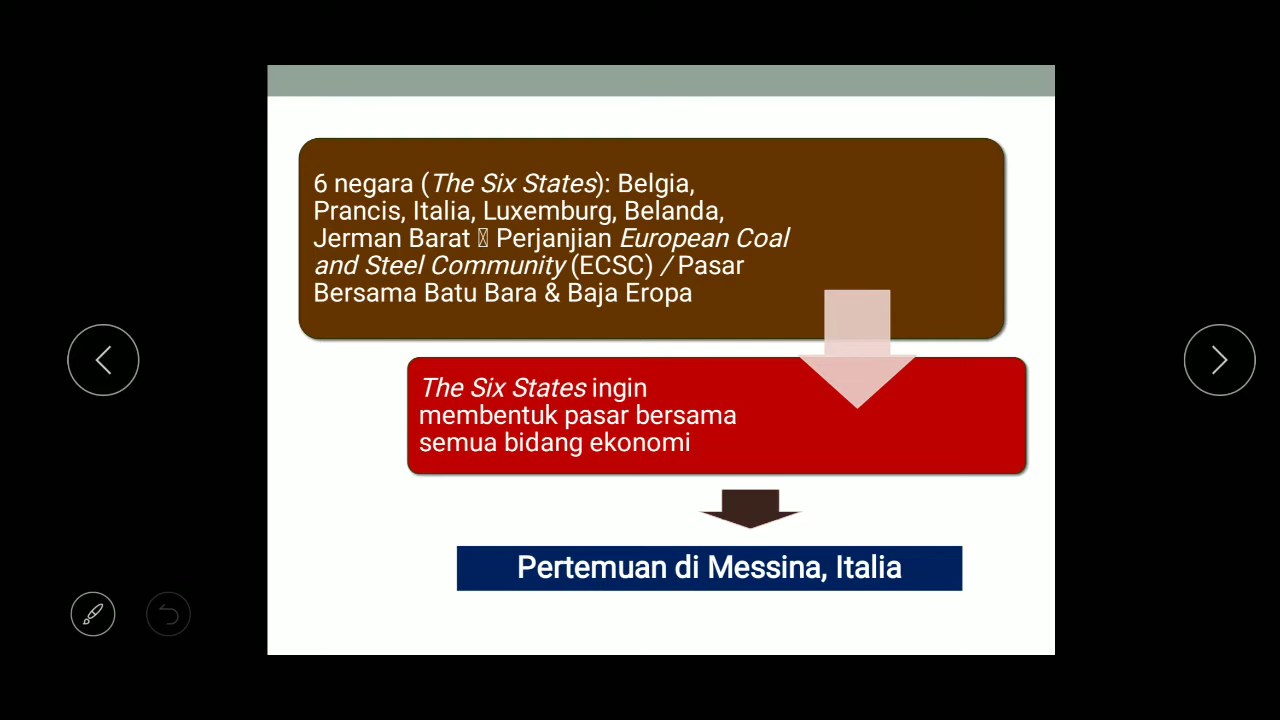 6 negara (The Six States): Belgia,
Prancis, Italia, Luxemburg, Belanda,
Jerman Barat Perjanjian European Coal
and Steel Community (ECSC) / Pasar
Bersama Batu Bara & Baja Eropa
The Six States ingin
membentuk pasar bersama
semua bidang ekonomi
Pertemuan di Messina, Italia